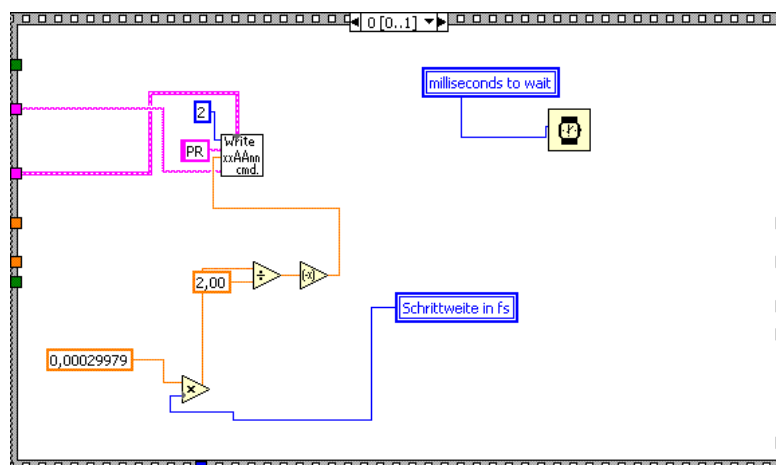 0 [0..1]
milliseconds to wait
2
Write
PR
xxAAnn
cmd.
÷
(-x)
2,00
Schrittweite in fs
0,00029979
×